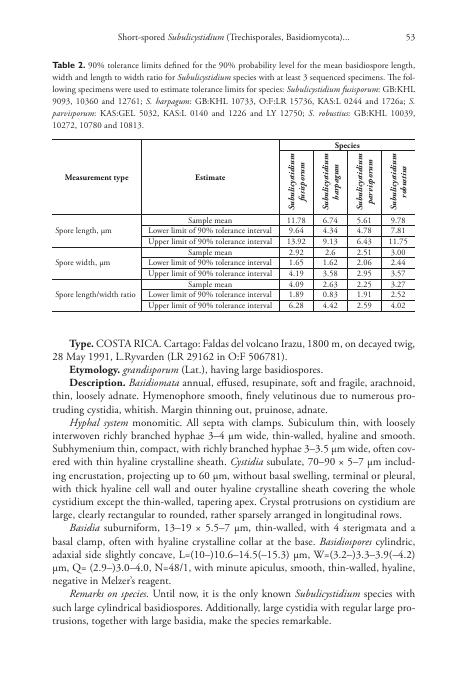 Short-spored Subulicystidium (Trechisporales, Basidiomycota)... 53
Table 2. 90% tolerance limits defined for the 90% probability level for the mean basidiospore length,
width and length to width ratio for Subulicystidium species with at least 3 sequenced specimens. The fol-
lowing specimens were used to estimate tolerance limits for species: Subulicystidium fusisporum: GB:KHL
9093, 10360 and 12761; S. harpagum: GB:KHL 10733, O:F:LR 15736, KAS:L 0244 and 1726a; S.
parvisporum: KAS:GEL 5032, KAS:L 0140 and 1226 and LY 12750; S. robustius: GB:KHL 10039,
10272, 10780 and 10813.
Species
Measurement type Estimate Subulicystidium fusisporum Subulicystidium harpagum Subulicystidium parvisporum Subulicystidium robustius
Sample mean 11.78 6.74 5.61 9.78
Spore length, µm Lower limit of 90% tolerance interval 9.64 4.34 4.78 7.81
Upper limit of 90% tolerance interval 13.92 9.13 6.43 11.75
Sample mean 2.92 2.6 2.51 3.00
Spore width, µm Lower limit of 90% tolerance interval 1.65 1.62 2.06 2.44
Upper limit of 90% tolerance interval 4.19 3.58 2.95 3.57
Sample mean 4.09 2.63 2.25 3.27
Spore length/width ratio Lower limit of 90% tolerance interval 1.89 0.83 1.91 2.52
Upper limit of 90% tolerance interval 6.28 4.42 2.59 4.02
Type. COSTA RICA. Cartago: Faldas del volcano Irazu, 1800 m, on decayed twig,
28 May 1991, L.Ryvarden (LR 29162 in O:F 506781).
Etymology. grandisporum (Lat.), having large basidiospores.
Description. Basidiomata annual, effused, resupinate, soft and fragile, arachnoid,
thin, loosely adnate. Hymenophore smooth, finely velutinous due to numerous pro-
truding cystidia, whitish. Margin thinning out, pruinose, adnate.
Hyphal system monomitic. All septa with clamps. Subiculum thin, with loosely
interwoven richly branched hyphae 3–4 µm wide, thin-walled, hyaline and smooth.
Subhymenium thin, compact, with richly branched hyphae 3–3.5 µm wide, often cov-
ered with thin hyaline crystalline sheath. Cystidia subulate, 70–90 × 5–7 µm includ-
ing encrustation, projecting up to 60 µm, without basal swelling, terminal or pleural,
with thick hyaline cell wall and outer hyaline crystalline sheath covering the whole
cystidium except the thin-walled, tapering apex. Crystal protrusions on cystidium are
large, clearly rectangular to rounded, rather sparsely arranged in longitudinal rows.
Basidia suburniform, 13–19 × 5.5–7 µm, thin-walled, with 4 sterigmata and a
basal clamp, often with hyaline crystalline collar at the base. Basidiospores cylindric,
adaxial side slightly concave, L=(10–)10.6–14.5(–15.3) µm, W=(3.2–)3.3–3.9(–4.2)
µm, Q= (2.9–)3.0–4.0, N=48/1, with minute apiculus, smooth, thin-walled, hyaline,
negative in Melzer's reagent.
Remarks on species. Until now, it is the only known Subulicystidium species with
such large cylindrical basidiospores. Additionally, large cystidia with regular large pro-
trusions, together with large basidia, make the species remarkable.